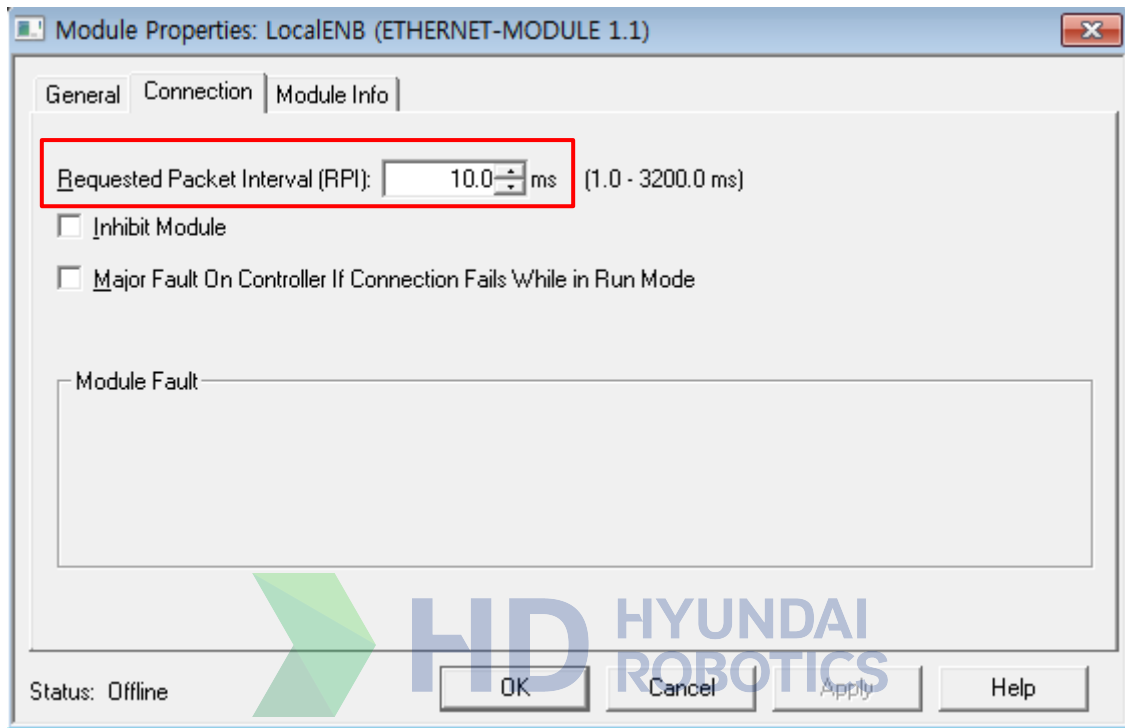 Module Properties: LocalENB (ETHERNET-MODULE 1.1)
General Connection Module Info
Requested Packet Interval (RPI): 10.0 ms (1.0 - 3200.0 ms)
Inhibit Module
Major Fault On Controller If Connection Fails While in Run Mode
Module Fault
HD HYUNDAI
ROBOTICS
Status: Offline OK Cancel Apply Help